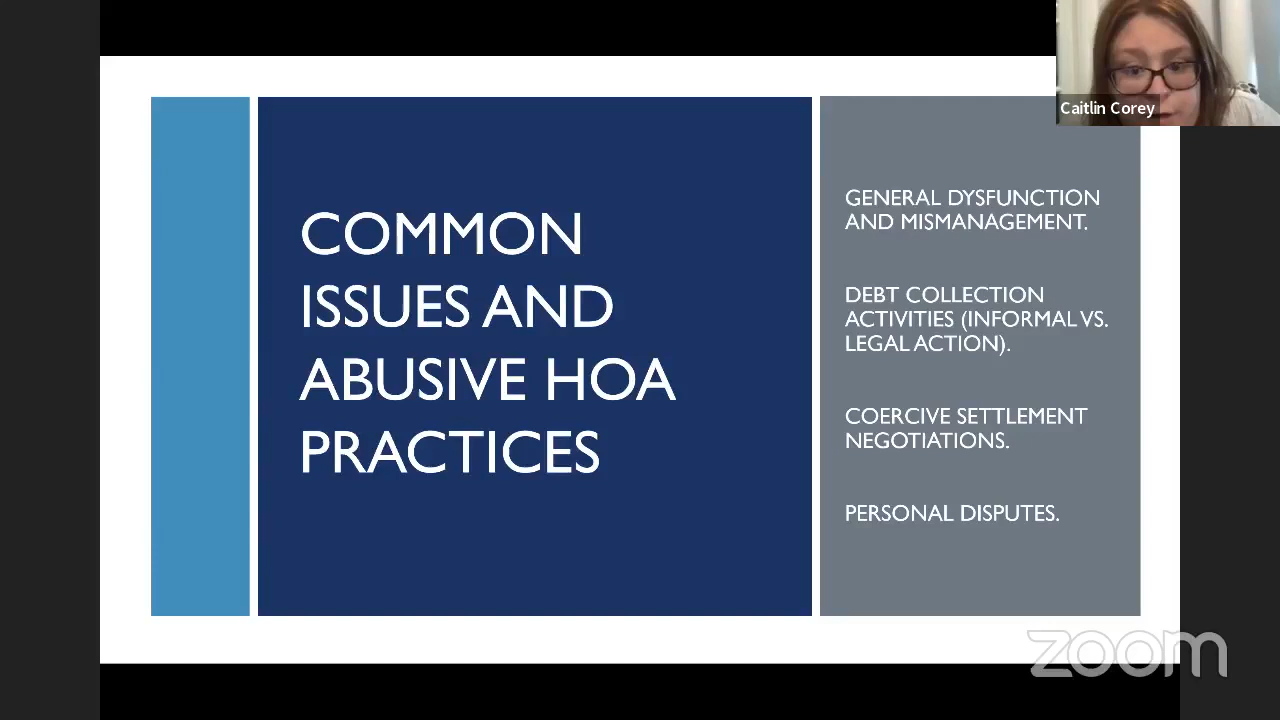 Caitlin Corey
COMMON
ISSUES AND
ABUSIVE HOA
PRACTICES
GENERAL DYSFUNCTION
AND MISMANAGEMENT.
DEBT COLLECTION
ACTIVITIES (INFORMAL VS.
LEGAL ACTION).
COERCIVE SETTLEMENT
NEGOTIATIONS.
PERSONAL DISPUTES.
zoom